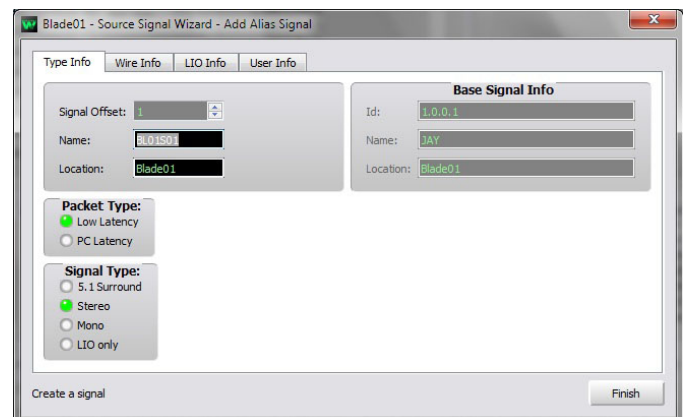 Blade01 - Source Signal Wizard - Add Alias Signal
Type Info Wire Info LIO Info User Info
Signal Offset: 1
Name: BL01S01
Location: Blade01
Base Signal Info
Id: 1.0.0.1
Name: JAY
Location: Blade01
Packet Type:
Low Latency
PC Latency
Signal Type:
5.1 Surround
Stereo
Mono
LIO only
Create a signal
Finish